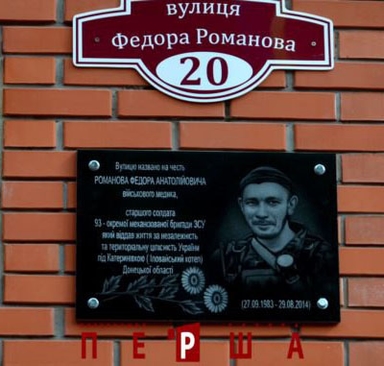 вулиця
Федора Романова
20
Вулицю названо на честь
РОМАНОВА ФЕДОРА АНАТОЛІЙОВИЧА
військового медика,
старшого солдата
93 - окремої механізованої бригади ЗСУ
який віддав життя за незалежність
та територіальну цілісність України
під Катеринівкою ( Іловайський котел)
Донецької області
(27.09.1983 - 29.08.2014)
ПЕРША